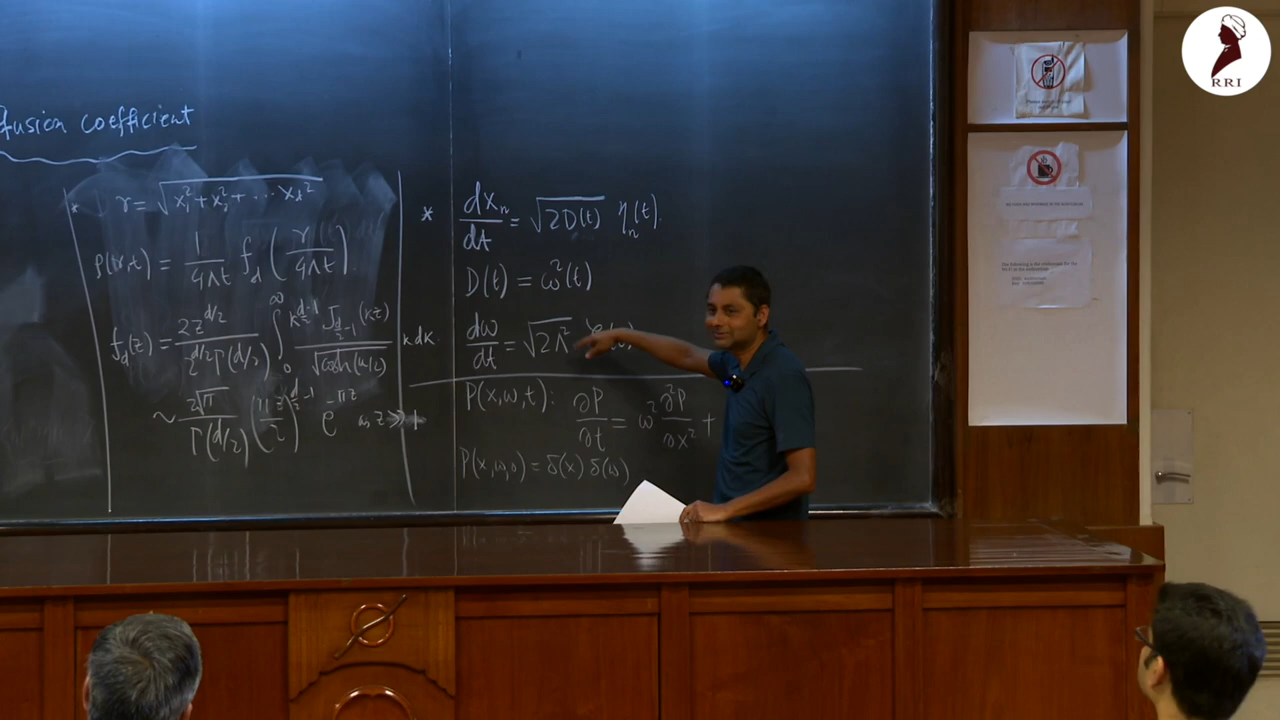 fusion coefficient
* r = √(x₁² + x₂² + ⋯ x_d²)
P(r,t) = 1/(4Λt) f_d (r/(4Λt))
f_d(z) = 2z^{d/2}/(2^{d/2} Γ(d/2)) ∫₀^∞ k^{d/2-1} J_{d/2-1}(kz)/√cosh(k/2) k dk
~ 2√π/Γ(d/2) (πz/2)^{d/2-1} e^{-πz} as z≫1
* dx_n/dt = √2D(t) η_n(t).
D(t) = ω²(t)
dω/dt = √2Λ²
P(x,ω,t): ∂P/∂t = ω² ∂²P/∂x² +
P(x,ω,0) = δ(x) δ(ω)
RRI